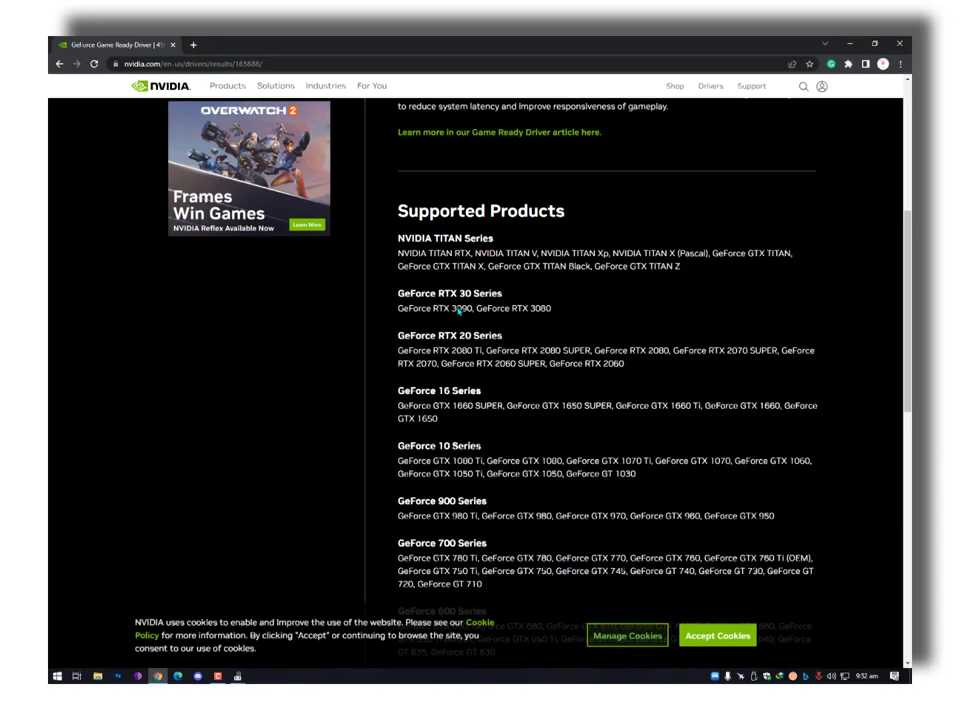 GeForce Game Ready Driver | 45
nvidia.com/en-us/drivers/results/163686/
NVIDIA. Products Solutions Industries For You Shop Drivers Support
to reduce system latency and improve responsiveness of gameplay.
Learn more in our Game Ready Driver article here.
OVERWATCH 2
Frames
Win Games
NVIDIA Reflex Available Now
Learn More
Supported Products
NVIDIA TITAN Series
NVIDIA TITAN RTX, NVIDIA TITAN V, NVIDIA TITAN Xp, NVIDIA TITAN X (Pascal), GeForce GTX TITAN,
GeForce GTX TITAN X, GeForce GTX TITAN Black, GeForce GTX TITAN Z
GeForce RTX 30 Series
GeForce RTX 3090, GeForce RTX 3080
GeForce RTX 20 Series
GeForce RTX 2080 Ti, GeForce RTX 2080 SUPER, GeForce RTX 2080, GeForce RTX 2070 SUPER, GeForce
RTX 2070, GeForce RTX 2060 SUPER, GeForce RTX 2060
GeForce 16 Series
GeForce GTX 1660 SUPER, GeForce GTX 1650 SUPER, GeForce GTX 1660 Ti, GeForce GTX 1660, GeForce
GTX 1650
GeForce 10 Series
GeForce GTX 1080 Ti, GeForce GTX 1080, GeForce GTX 1070 Ti, GeForce GTX 1070, GeForce GTX 1060,
GeForce GTX 1050 Ti, GeForce GTX 1050, GeForce GT 1030
GeForce 900 Series
GeForce GTX 980 Ti, GeForce GTX 980, GeForce GTX 970, GeForce GTX 960, GeForce GTX 950
GeForce 700 Series
GeForce GTX 780 Ti, GeForce GTX 780, GeForce GTX 770, GeForce GTX 760, GeForce GTX 760 Ti (OEM),
GeForce GTX 750 Ti, GeForce GTX 750, GeForce GTX 745, GeForce GT 740, GeForce GT 730, GeForce GT
720, GeForce GT 710
GeForce 600 Series
GT 635, GeForce GT 630
NVIDIA uses cookies to enable and improve the use of the website. Please see our Cookie
Policy for more information. By clicking "Accept" or continuing to browse the site, you
consent to our use of cookies.
Manage Cookies
Accept Cookies
9:52 am